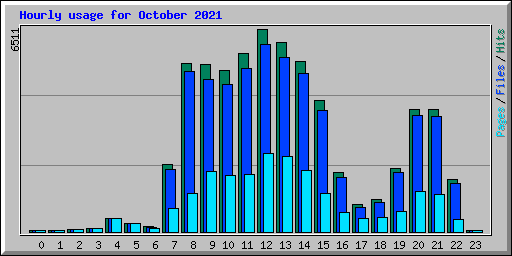 Hourly usage for October 2021
6511
Pages / Files / Hits
0 1 2 3 4 5 6 7 8 9 10 11 12 13 14 15 16 17 18 19 20 21 22 23